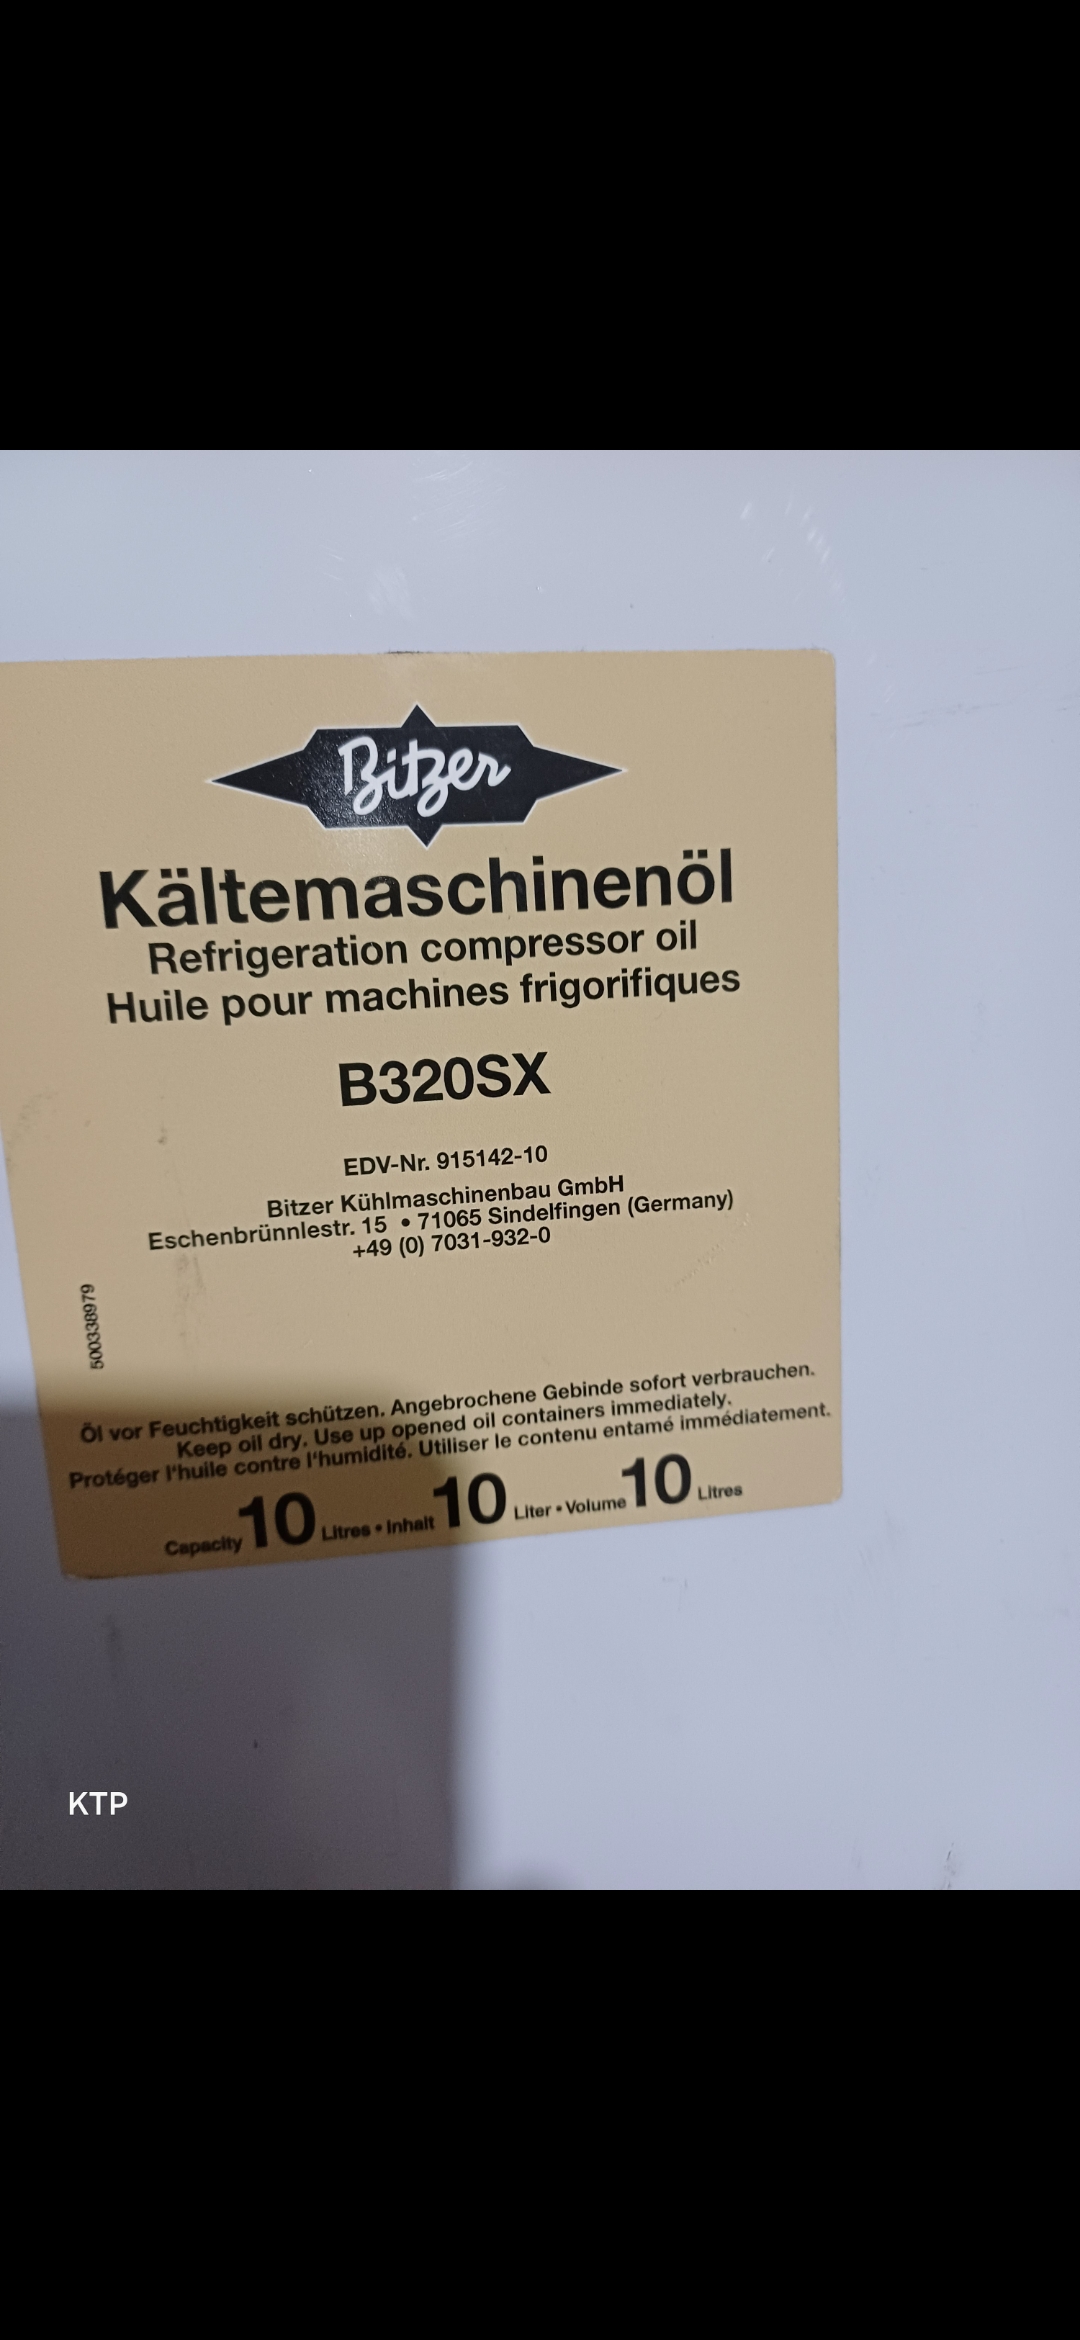 Bitzer
Kältemaschinenöl
Refrigeration compressor oil
Huile pour machines frigorifiques
B320SX
EDV-Nr. 915142-10
Bitzer Kühlmaschinenbau GmbH
Eschenbrünnlestr. 15 • 71065 Sindelfingen (Germany)
+49 (0) 7031-932-0
500338979
Öl vor Feuchtigkeit schützen. Angebrochene Gebinde sofort verbrauchen.
Keep oil dry. Use up opened oil containers immediately.
Protéger l'huile contre l'humidité. Utiliser le contenu entamé immédiatement.
Capacity 10 Litres • Inhalt 10 Liter • Volume 10 Litres
KTP